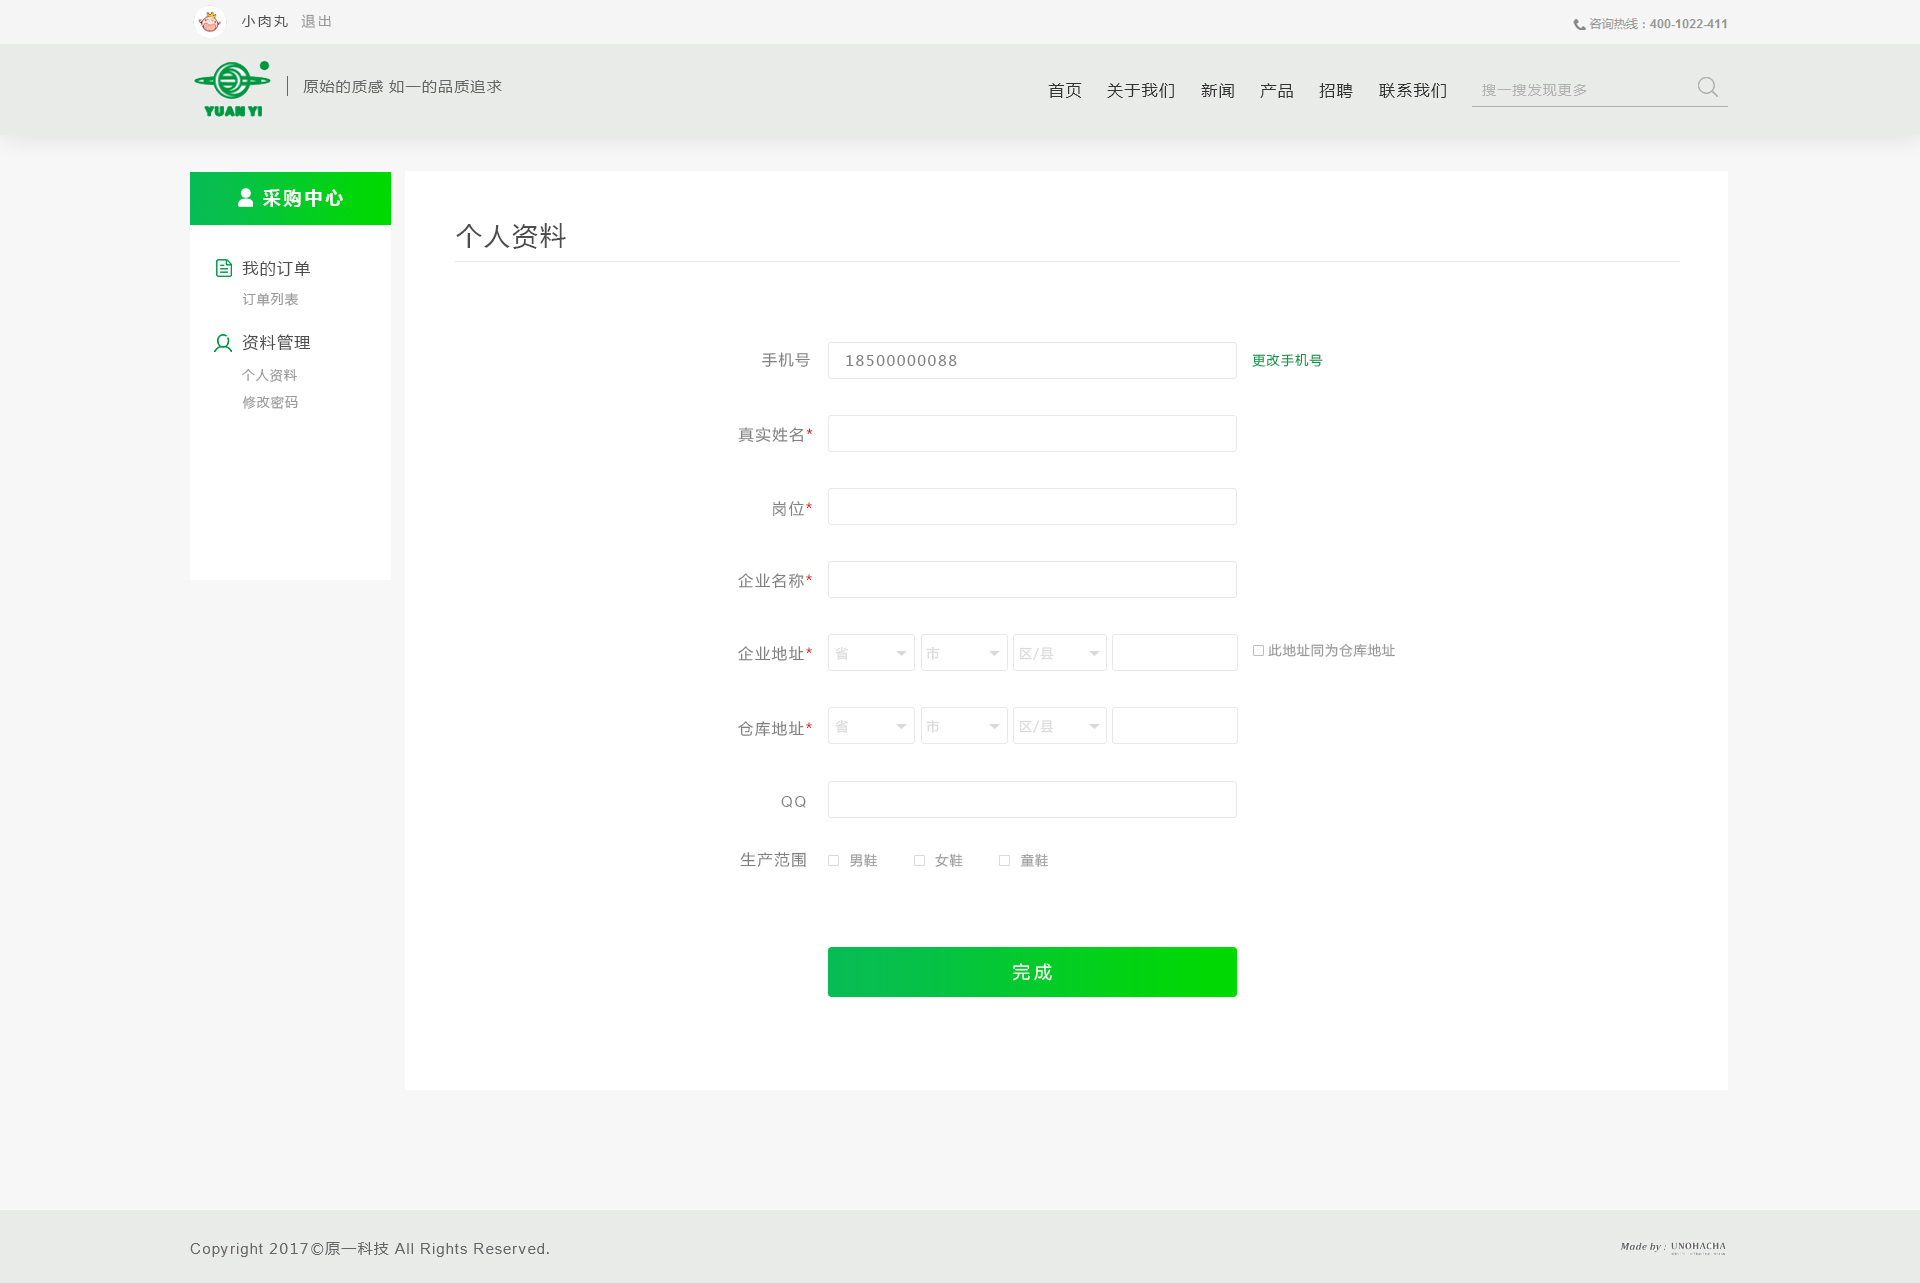 小肉丸 退出
咨询热线：400-1022-411
YUAN YI
原始的质感 如一的品质追求
首页 关于我们 新闻 产品 招聘 联系我们 搜一搜发现更多
采购中心
我的订单
订单列表
资料管理
个人资料
修改密码
个人资料
手机号 18500000088 更改手机号
真实姓名*
岗位*
企业名称*
企业地址* 省 市 区/县 此地址同为仓库地址
仓库地址* 省 市 区/县
QQ
生产范围 男鞋 女鞋 童鞋
完成
Copyright 2017©原一科技 All Rights Reserved.
Made by : UNOHACHA